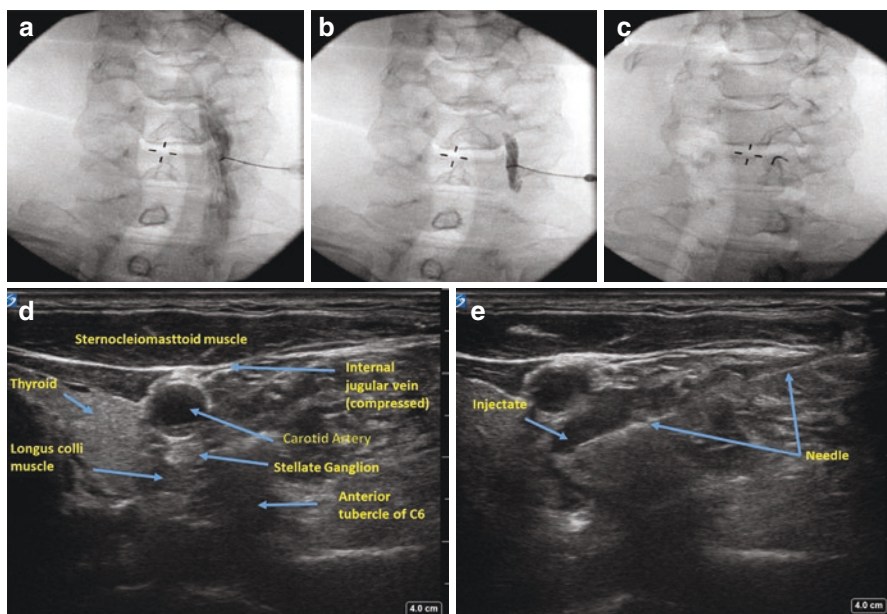 a
b
c
d
Sternocleiomasttoid muscle
Thyroid
Internal
jugular vein
(compressed)
Carotid Artery
Longus colli
muscle
Stellate Ganglion
Anterior
tubercle of C6
4.0 cm
e
Injectate
Needle
4.0 cm